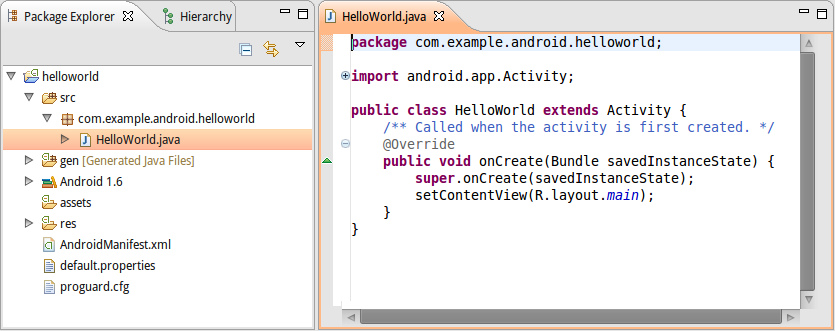 Package Explorer
Hierarchy
helloworld
src
com.example.android.helloworld
HelloWorld.java
gen [Generated Java Files]
Android 1.6
assets
res
AndroidManifest.xml
default.properties
proguard.cfg
HelloWorld.java
package com.example.android.helloworld;
import android.app.Activity;
public class HelloWorld extends Activity {
/** Called when the activity is first created. */
@Override
public void onCreate(Bundle savedInstanceState) {
super.onCreate(savedInstanceState);
setContentView(R.layout.main);
}
}